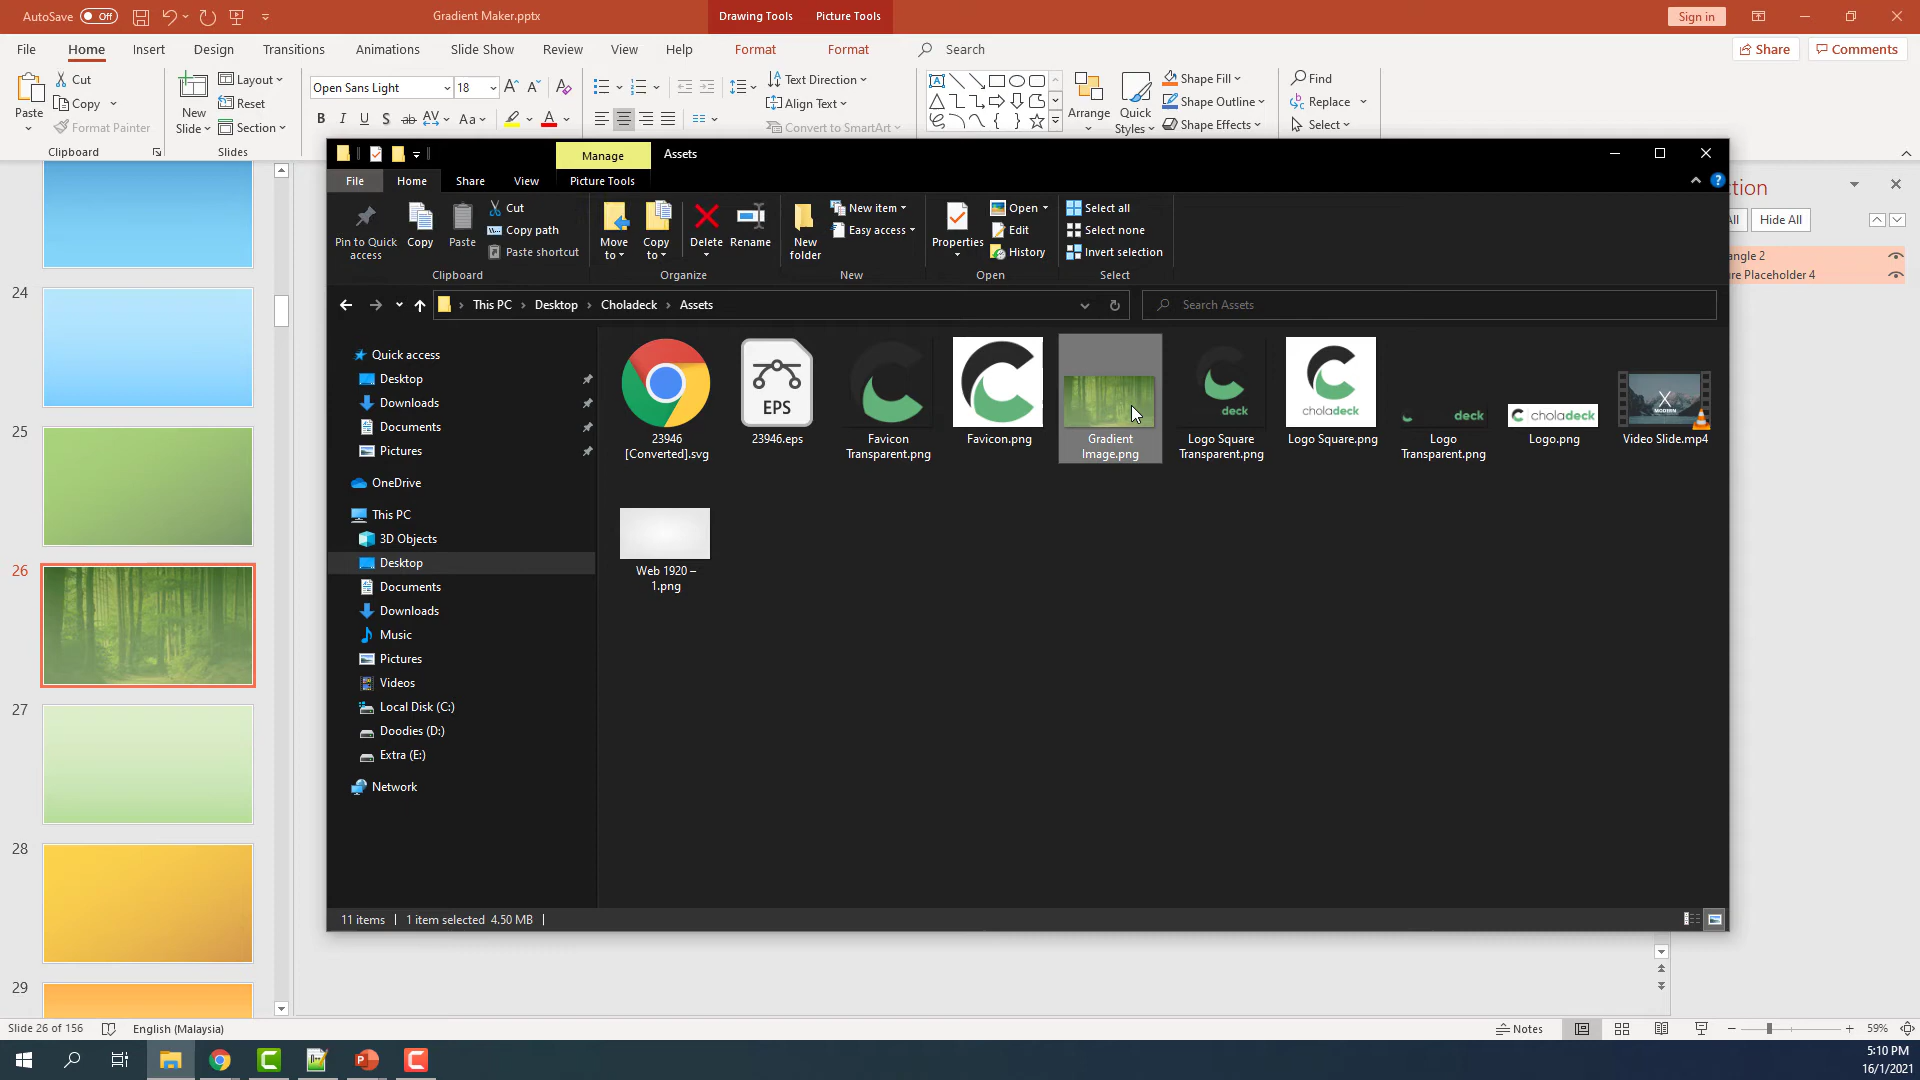 AutoSave Off
Gradient Maker.pptx
Drawing Tools Picture Tools
Sign in
File Home Insert Design Transitions Animations Slide Show Review View Help Format Format Search
Share Comments
Paste
Cut
Copy
Format Painter
Clipboard
New
Slide
Layout
Reset
Section
Slides
Open Sans Light 18
Text Direction
Align Text
Convert to SmartArt
Arrange
Quick
Styles
Shape Fill
Shape Outline
Shape Effects
Find
Replace
Select
Manage Assets
File Home Share View Picture Tools
Pin to Quick
access
Copy
Paste
Cut
Copy path
Paste shortcut
Clipboard
Move
to
Copy
to
Delete
Rename
Organize
New
folder
New item
Easy access
New
Properties
Open
Edit
History
Open
Select all
Select none
Invert selection
Select
This PC Desktop Choladeck Assets
Search Assets
Quick access
Desktop
Downloads
Documents
Pictures
OneDrive
This PC
3D Objects
Desktop
Documents
Downloads
Music
Pictures
Videos
Local Disk (C:)
Doodies (D:)
Extra (E:)
Network
EPS
deck
choladeck
deck
choladeck
X
MODERN
23946
[Converted].svg
23946.eps
Favicon
Transparent.png
Favicon.png
Gradient
Image.png
Logo Square
Transparent.png
Logo Square.png
Logo
Transparent.png
Logo.png
Video Slide.mp4
Web 1920 –
1.png
11 items 1 item selected 4.50 MB
ction
All Hide All
angle 2
ure Placeholder 4
24
25
26
27
28
29
Slide 26 of 156 English (Malaysia)
Notes
59%
5:10 PM
16/1/2021